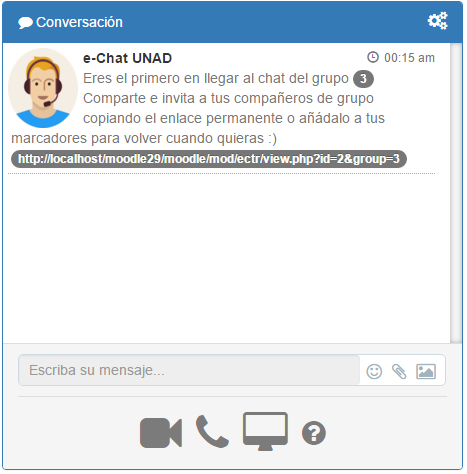 Conversación
e-Chat UNAD 00:15 am
Eres el primero en llegar al chat del grupo 3
Comparte e invita a tus compañeros de grupo
copiando el enlace permanente o añádalo a tus
marcadores para volver cuando quieras :)
http://localhost/moodle29/moodle/mod/ectr/view.php?id=2&group=3
Escriba su mensaje...